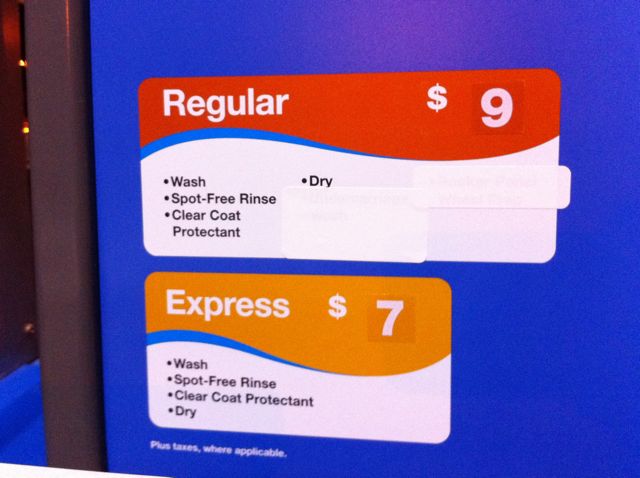 Regular $ 9
• Wash
• Spot-Free Rinse
• Clear Coat
Protectant
• Dry
Express $ 7
• Wash
• Spot-Free Rinse
• Clear Coat Protectant
• Dry
Plus taxes, where applicable.